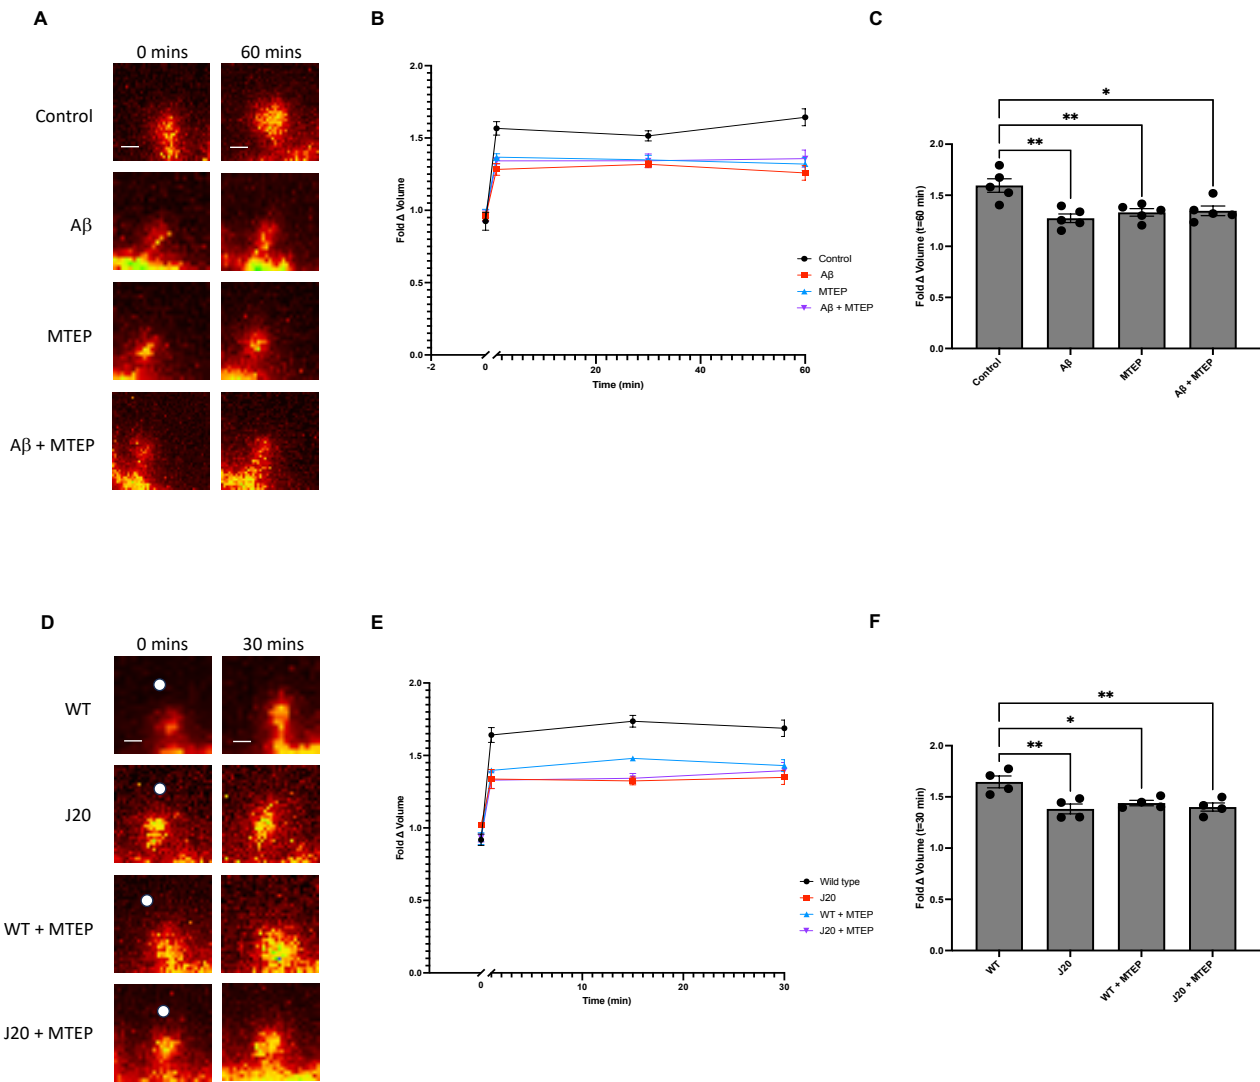 A
0 mins 60 mins
Control
Aβ
MTEP
Aβ + MTEP
B
Fold Δ Volume
2.0
1.5
1.0
0.5
0.0
-2 0 20 40 60
Time (min)
Control
Aβ
MTEP
Aβ + MTEP
C
Fold Δ Volume (t=60 min)
2.0
1.5
1.0
0.5
0.0
*
**
**
Control Aβ MTEP Aβ + MTEP
D
0 mins 30 mins
WT
J20
WT + MTEP
J20 + MTEP
E
Fold Δ Volume
2.0
1.5
1.0
0.5
0.0
0 10 20 30
Time (min)
Wild type
J20
WT + MTEP
J20 + MTEP
F
Fold Δ Volume (t=30 min)
2.0
1.5
1.0
0.5
0.0
**
*
**
WT J20 WT + MTEP J20 + MTEP